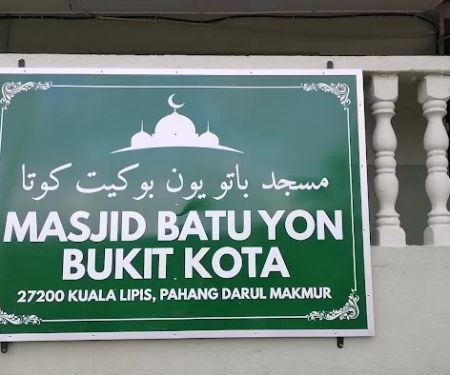 مسجد باتو يون بوكيت كوتا
MASJID BATU YON
BUKIT KOTA
27200 KUALA LIPIS, PAHANG DARUL MAKMUR